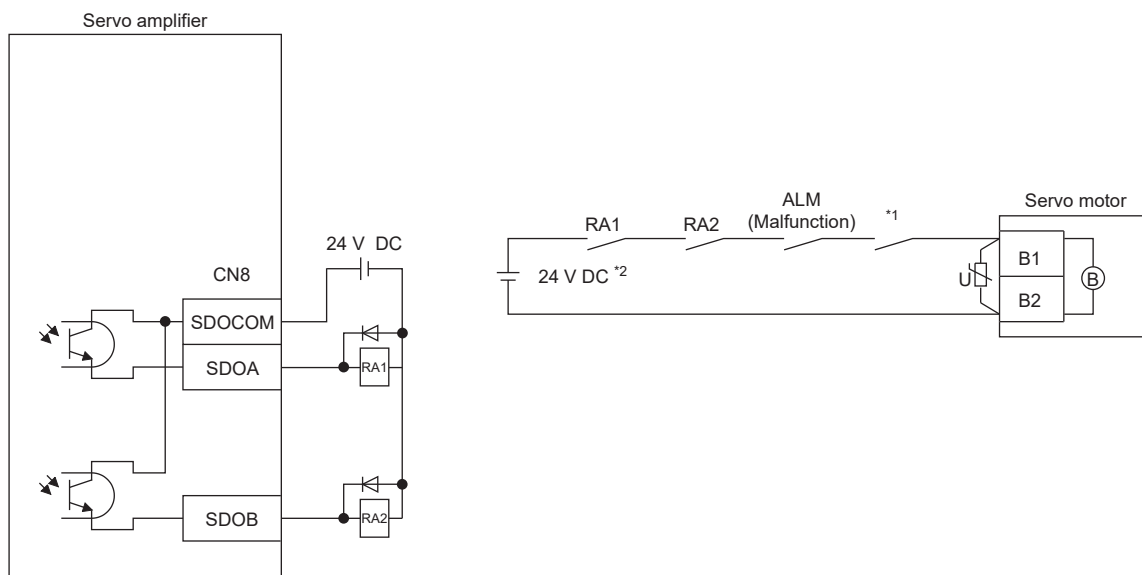 Servo amplifier
24 V DC
CN8
SDOCOM
SDOA
RA1
SDOB
RA2
RA1
RA2
ALM
(Malfunction)
*1
Servo motor
24 V DC *2
U
B1
B2
B